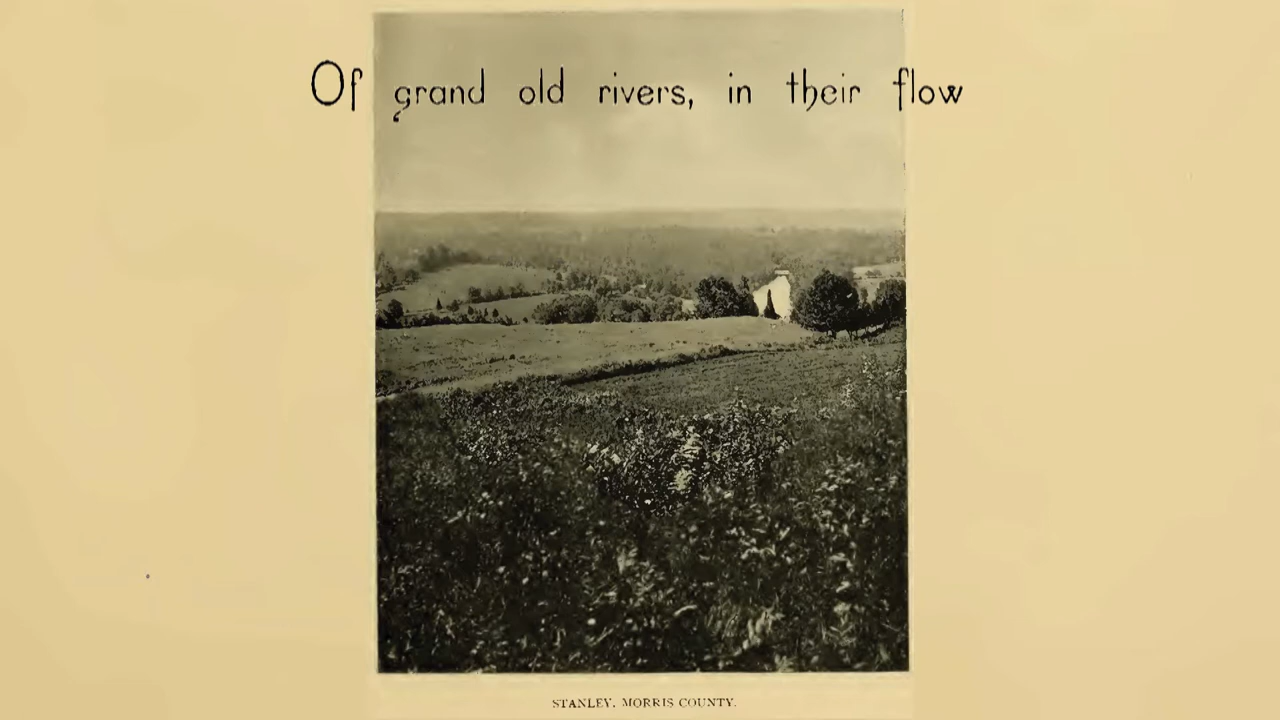 Of grand old rivers, in their flow
STANLEY, MORRIS COUNTY.